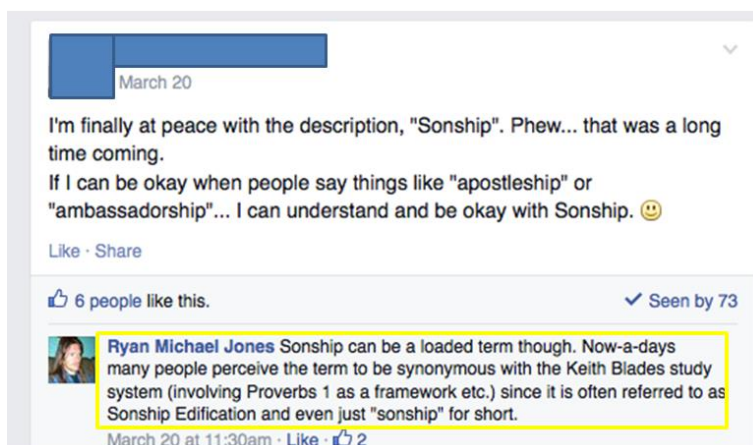 March 20
I'm finally at peace with the description, "Sonship". Phew... that was a long
time coming.
If I can be okay when people say things like "apostleship" or
"ambassadorship"... I can understand and be okay with Sonship.
Like · Share
6 people like this. Seen by 73
Ryan Michael Jones Sonship can be a loaded term though. Now-a-days
many people perceive the term to be synonymous with the Keith Blades study
system (involving Proverbs 1 as a framework etc.) since it is often referred to as
Sonship Edification and even just "sonship" for short.
March 20 at 11:30am · Like · 2